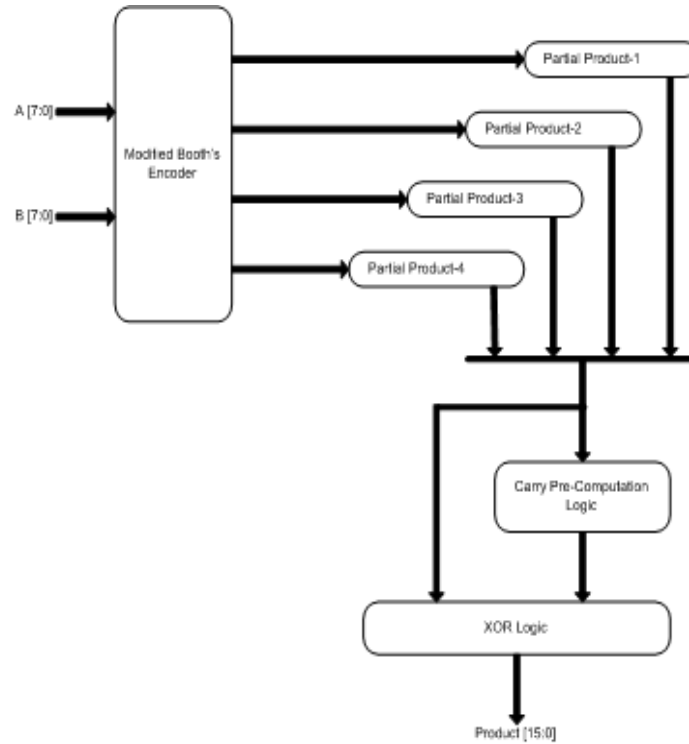 Partial Product-1
A [7:0]
Partial Product-2
Modified Booth's
Encoder
Partial Product-3
B [7:0]
Partial Product-4
Carry Pre-Computation
Logic
XOR Logic
Product [15:0]